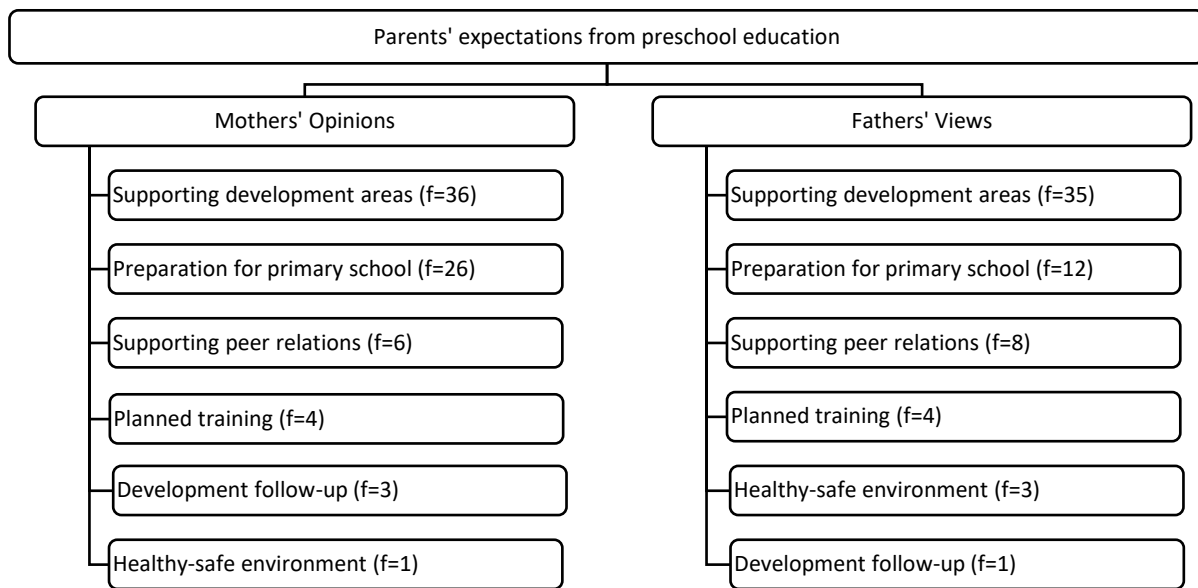 Parents' expectations from preschool education
Mothers' Opinions
Supporting development areas (f=36)
Preparation for primary school (f=26)
Supporting peer relations (f=6)
Planned training (f=4)
Development follow-up (f=3)
Healthy-safe environment (f=1)
Fathers' Views
Supporting development areas (f=35)
Preparation for primary school (f=12)
Supporting peer relations (f=8)
Planned training (f=4)
Healthy-safe environment (f=3)
Development follow-up (f=1)